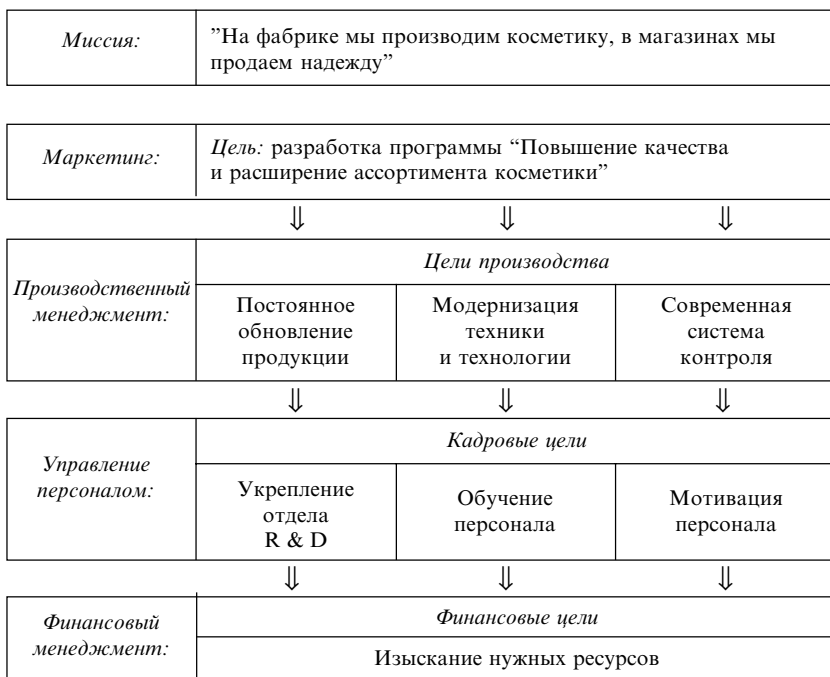 Миссия:
”На фабрике мы производим косметику, в магазинах мы
продаем надежду”
Маркетинг:
Цель: разработка программы “Повышение качества
и расширение ассортимента косметики”
⇓ ⇓ ⇓
Производственный
менеджмент:
Цели производства
Постоянное
обновление
продукции
Модернизация
техники
и технологии
Современная
система
контроля
⇓ ⇓ ⇓
Управление
персоналом:
Кадровые цели
Укрепление
отдела
R & D
Обучение
персонала
Мотивация
персонала
⇓ ⇓ ⇓
Финансовый
менеджмент:
Финансовые цели
Изыскание нужных ресурсов